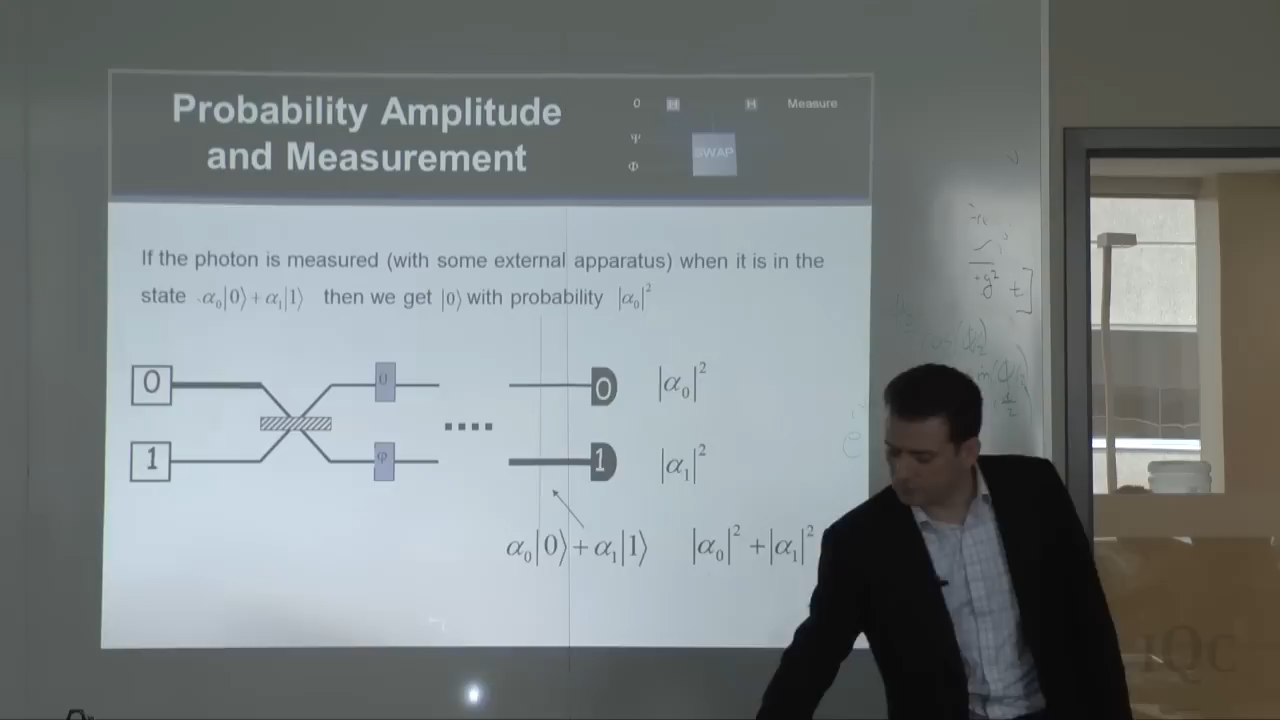 Probability Amplitude
and Measurement
0 H H Measure
Ψ
SWAP
Φ
If the photon is measured (with some external apparatus) when it is in the
state α₀|0⟩+α₁|1⟩ then we get |0⟩ with probability |α₀|²
0 U 0 |α₀|²
1 φ 1 |α₁|²
α₀|0⟩+α₁|1⟩ |α₀|²+|α₁|²
IQC